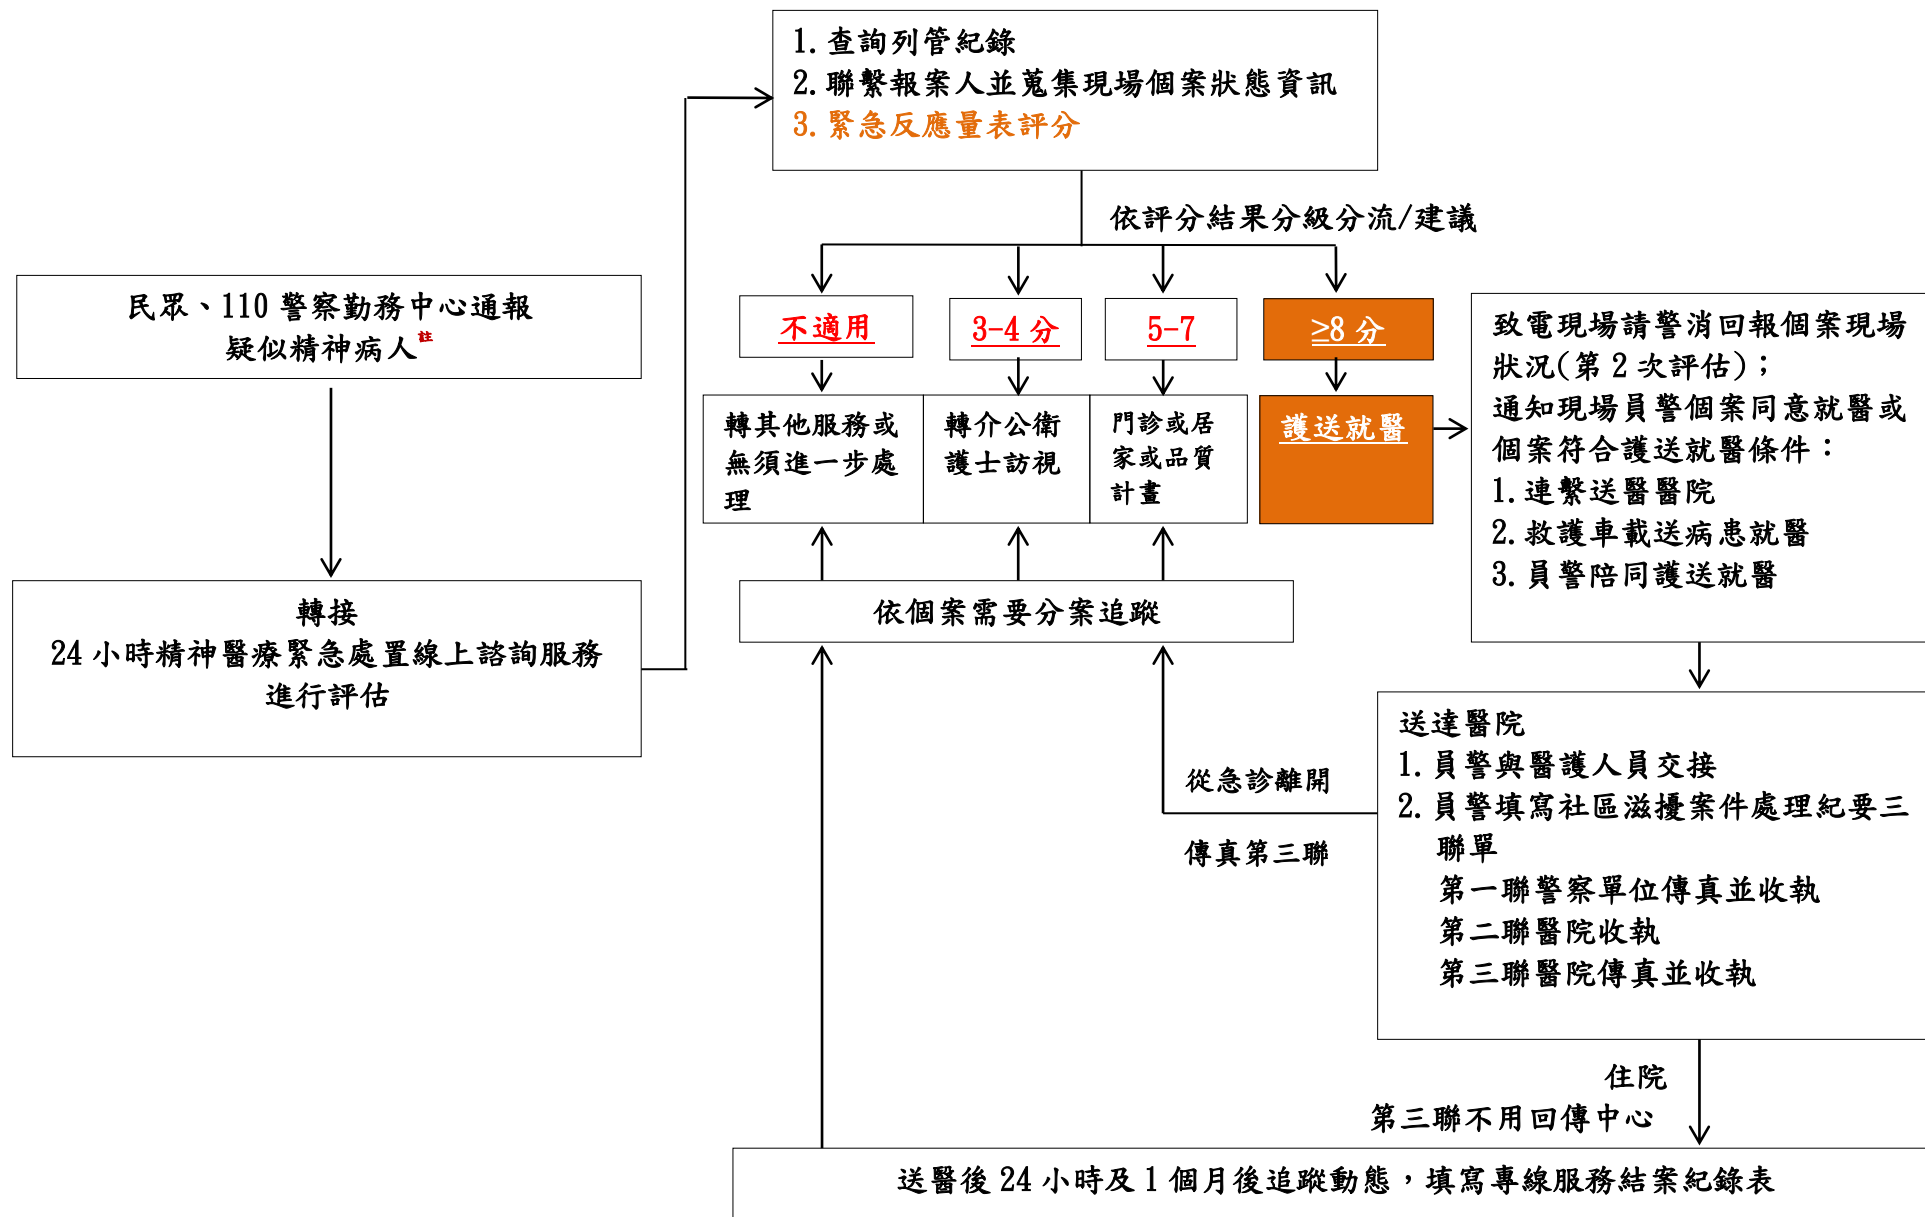 1. 查詢列管紀錄
2. 聯繫報案人並蒐集現場個案狀態資訊
3. 緊急反應量表評分
依評分結果分級分流/建議
民眾、110 警察勤務中心通報
疑似精神病人註
轉接
24 小時精神醫療緊急處置線上諮詢服務
進行評估
不適用
3-4 分
5-7
≥8 分
轉其他服務或
無須進一步處
理
轉介公衛
護士訪視
門診或居
家或品質
計畫
護送就醫
致電現場請警消回報個案現場
狀況(第 2 次評估)；
通知現場員警個案同意就醫或
個案符合護送就醫條件：
1. 連繫送醫醫院
2. 救護車載送病患就醫
3. 員警陪同護送就醫
依個案需要分案追蹤
送達醫院
1. 員警與醫護人員交接
2. 員警填寫社區滋擾案件處理紀要三
聯單
第一聯警察單位傳真並收執
第二聯醫院收執
第三聯醫院傳真並收執
從急診離開
傳真第三聯
住院
第三聯不用回傳中心
送醫後 24 小時及 1 個月後追蹤動態，填寫專線服務結案紀錄表